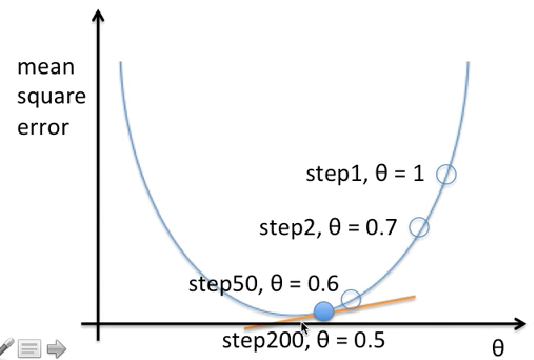 mean
square
error
step1, θ = 1
step2, θ = 0.7
step50, θ = 0.6
step200, θ = 0.5
θ